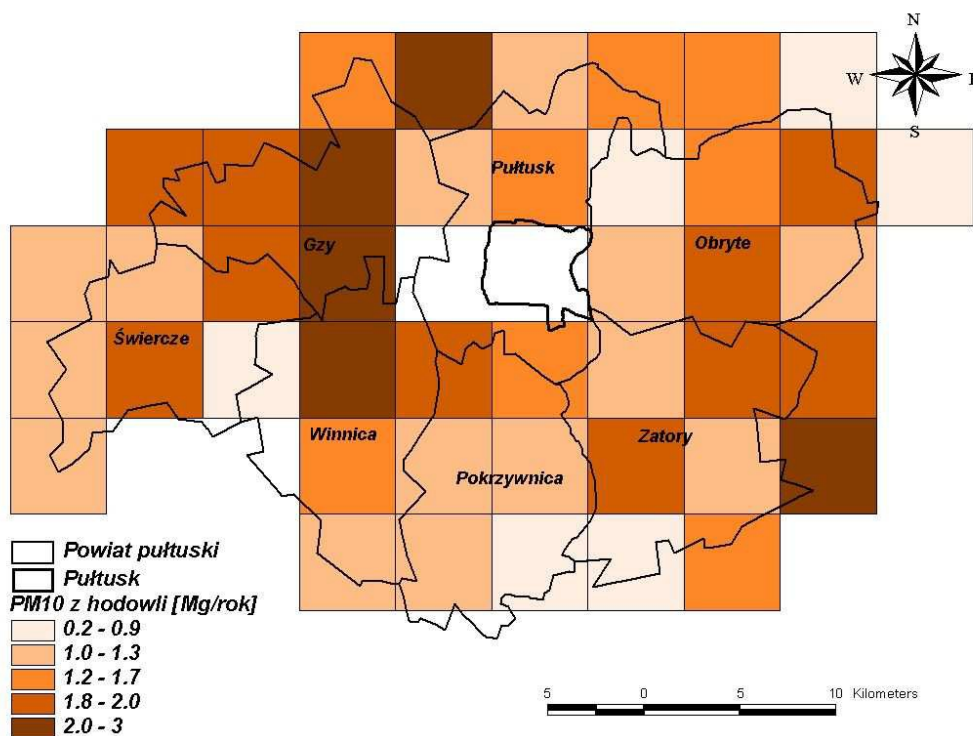 N
W E
S
Pułtusk
Gzy
Obryte
Świercze
Winnica
Zatory
Pokrzywnica
Powiat pułtuski
Pułtusk
PM10 z hodowli [Mg/rok]
0.2 - 0.9
1.0 - 1.3
1.2 - 1.7
1.8 - 2.0
2.0 - 3
5 0 5 10 Kilometers